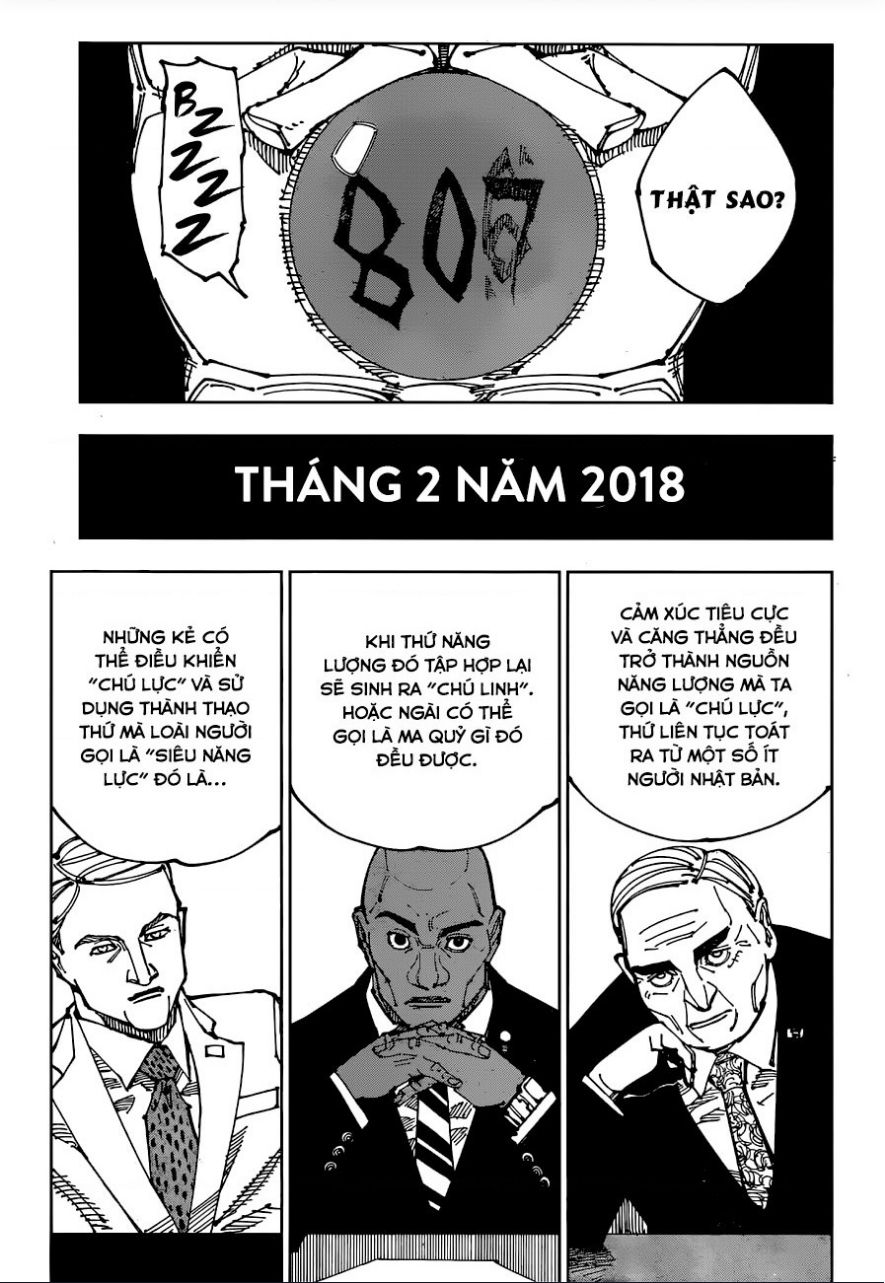 THẬT SAO?
807
BZZZZ
THÁNG 2 NĂM 2018
CẢM XÚC TIÊU CỰC
VÀ CĂNG THẲNG ĐỀU
TRỞ THÀNH NGUỒN
NĂNG LƯỢNG MÀ TA
GỌI LÀ "CHÚ LỰC",
THỨ LIÊN TỤC TOÁT
RA TỪ MỘT SỐ ÍT
NGƯỜI NHẬT BẢN.
KHI THỨ NĂNG
LƯỢNG ĐÓ TẬP HỢP LẠI
SẼ SINH RA "CHÚ LINH".
HOẶC NGÀI CÓ THỂ
GỌI LÀ MA QUỶ GÌ ĐÓ
ĐỀU ĐƯỢC.
NHỮNG KẺ CÓ
THỂ ĐIỀU KHIỂN
"CHÚ LỰC" VÀ SỬ
DỤNG THÀNH THẠO
THỨ MÀ LOÀI NGƯỜI
GỌI LÀ "SIÊU NĂNG
LỰC" ĐÓ LÀ...